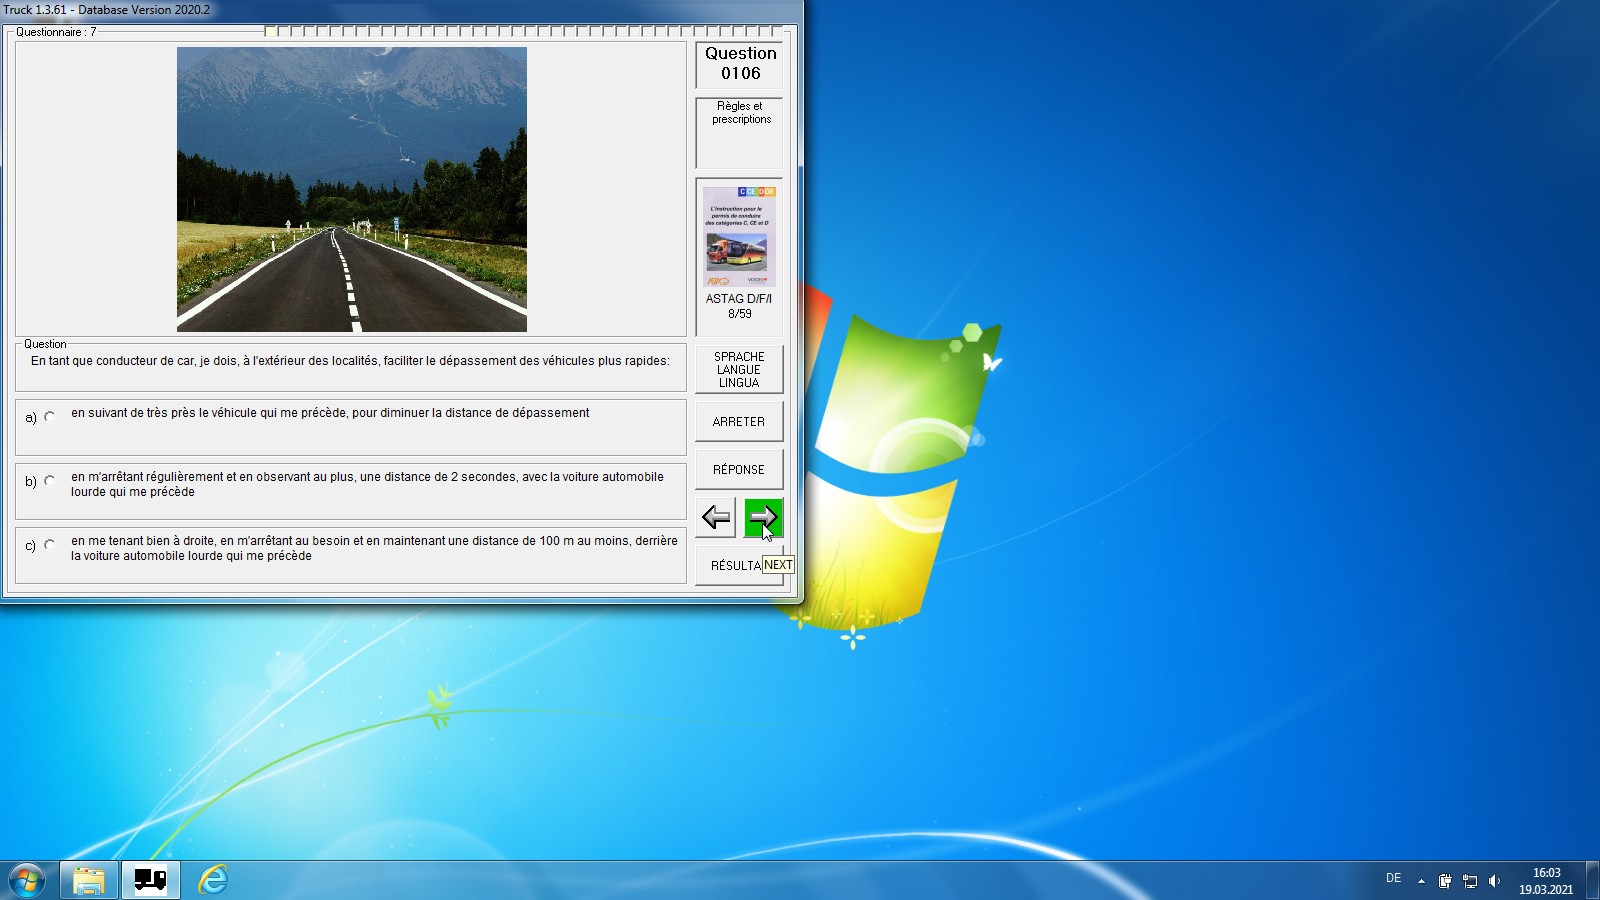 Truck 1.3.61 - Database Version 2020.2
Questionnaire : 7
Question
0106
Règles et
prescriptions
C CE D DE
L'instruction pour le
permis de conduire
des catégories C, CE et D
ASTAG D/F/I
8/59
Question
En tant que conducteur de car, je dois, à l'extérieur des localités, faciliter le dépassement des véhicules plus rapides:
SPRACHE
LANGUE
LINGUA
a) en suivant de très près le véhicule qui me précède, pour diminuer la distance de dépassement
ARRETER
b) en m'arrêtant régulièrement et en observant au plus, une distance de 2 secondes, avec la voiture automobile
lourde qui me précède
RÉPONSE
c) en me tenant bien à droite, en m'arrêtant au besoin et en maintenant une distance de 100 m au moins, derrière
la voiture automobile lourde qui me précède
RÉSULTA
NEXT
DE
16:03
19.03.2021